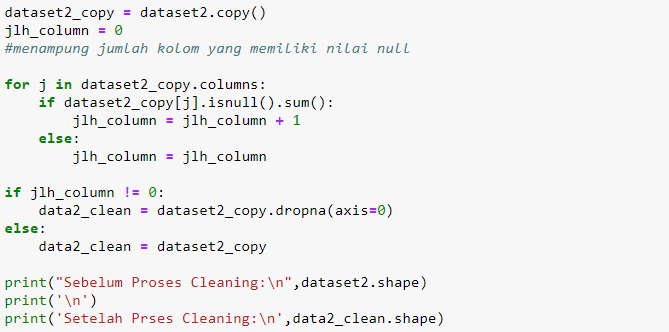 dataset2_copy = dataset2.copy()
jlh_column = 0
#menampung jumlah kolom yang memiliki nilai null
for j in dataset2_copy.columns:
    if dataset2_copy[j].isnull().sum():
        jlh_column = jlh_column + 1
    else:
        jlh_column = jlh_column
if jlh_column != 0:
    data2_clean = dataset2_copy.dropna(axis=0)
else:
    data2_clean = dataset2_copy
print("Sebelum Proses Cleaning:\n",dataset2.shape)
print('\n')
print('Setelah Prses Cleaning:\n',data2_clean.shape)